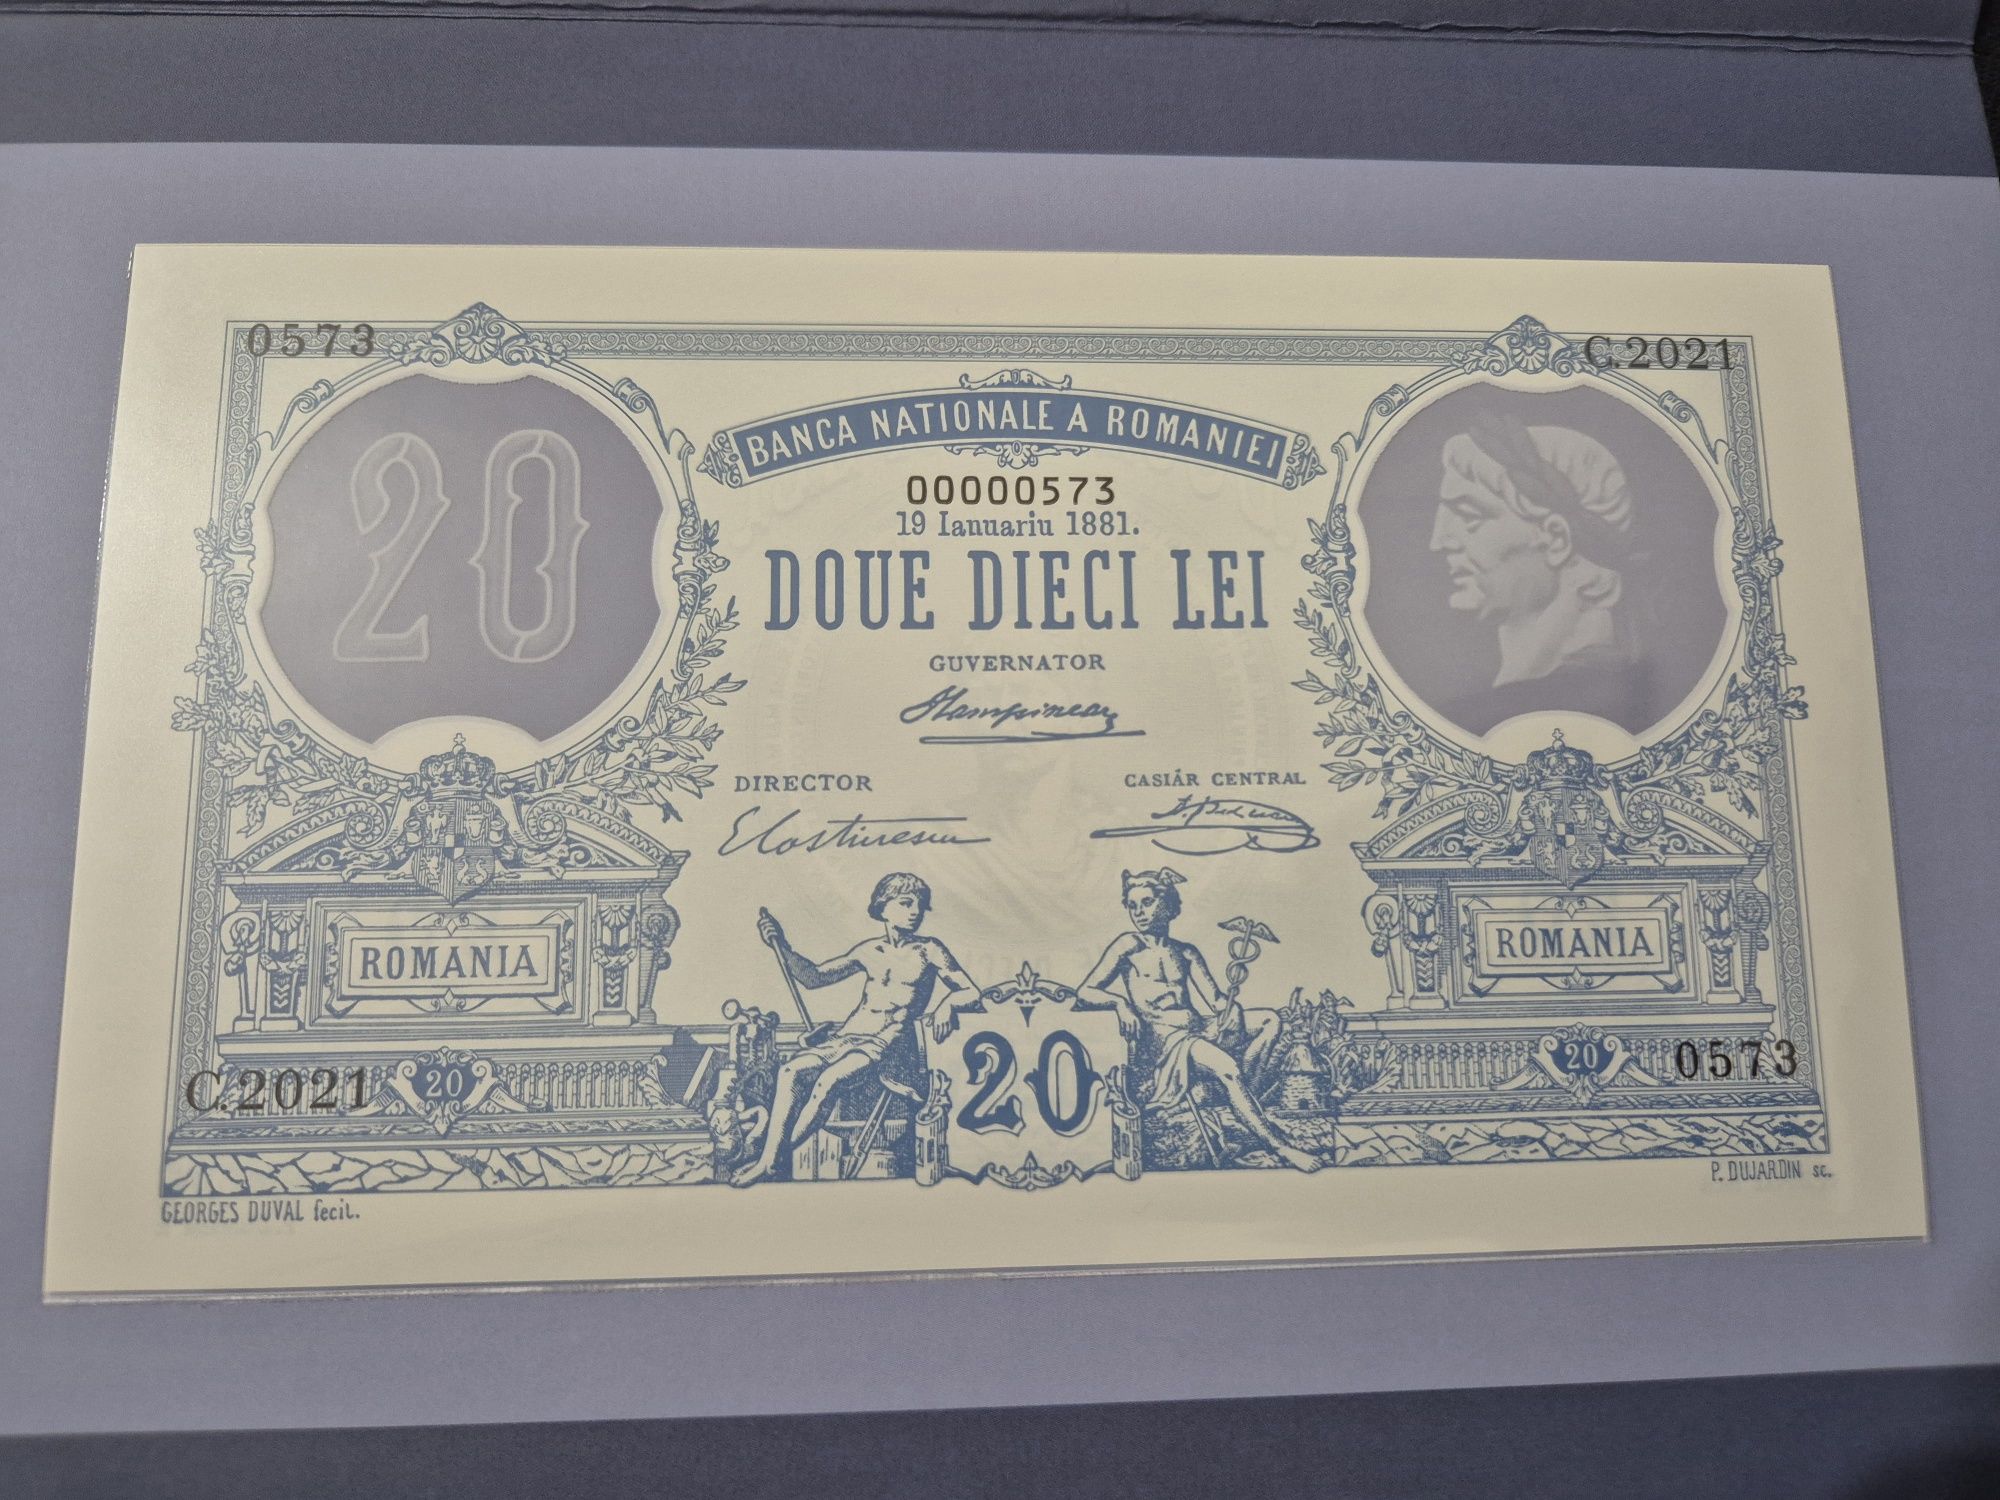 0573
C.2021
20
BANCA NATIONALE A ROMANIEI
00000573
19 Ianuariu 1881.
DOUE DIECI LEI
GUVERNATOR
DIRECTOR
CASIÁR CENTRAL
ROMANIA
ROMANIA
20
C.2021
20
20
0573
GEORGES DUVAL fecit.
P. DUJARDIN sc.